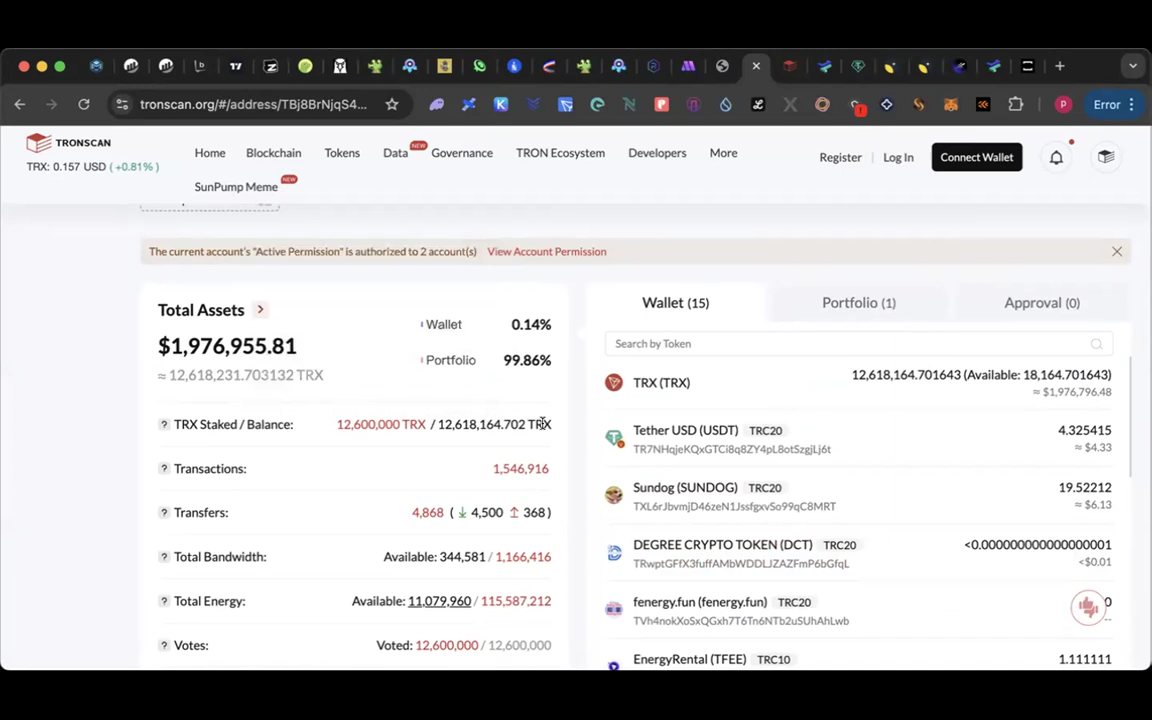 tronscan.org/#/address/TBj8BrNjqS4...
Error
TRONSCAN
TRX: 0.157 USD ( +0.81% )
Home
Blockchain
Tokens
Data
NEW
Governance
TRON Ecosystem
Developers
More
SunPump Meme
NEW
Register
Log In
Connect Wallet
The current account's "Active Permission" is authorized to 2 account(s) View Account Permission
Total Assets
$1,976,955.81
≈ 12,618,231.703132 TRX
Wallet 0.14%
Portfolio 99.86%
? TRX Staked / Balance: 12,600,000 TRX / 12,618,164.702 TRX
? Transactions: 1,546,916
? Transfers: 4,868 ( ↓ 4,500 ↑ 368 )
? Total Bandwidth: Available: 344,581 / 1,166,416
? Total Energy: Available: 11,079,960 / 115,587,212
? Votes: Voted: 12,600,000 / 12,600,000
Wallet (15)
Portfolio (1)
Approval (0)
Search by Token
TRX (TRX) 12,618,164.701643 (Available: 18,164.701643)
≈ $1,976,796.48
Tether USD (USDT) TRC20 4.325415
TR7NHqjeKQxGTCi8q8ZY4pL8otSzgjLj6t ≈ $4.33
Sundog (SUNDOG) TRC20 19.52212
TXL6rJbvmjD46zeN1JssfgxvSo99qC8MRT ≈ $6.13
DEGREE CRYPTO TOKEN (DCT) TRC20 <0.000000000000000001
TRwptGFfX3fuffAMbWDDLJZAZFmP6bGfqL <$0.01
fenergy.fun (fenergy.fun) TRC20 0
TVh4nokXoSxQGxh7T6Tn6NTb2uSUhAhLwb --
EnergyRental (TFEE) TRC10 1.111111